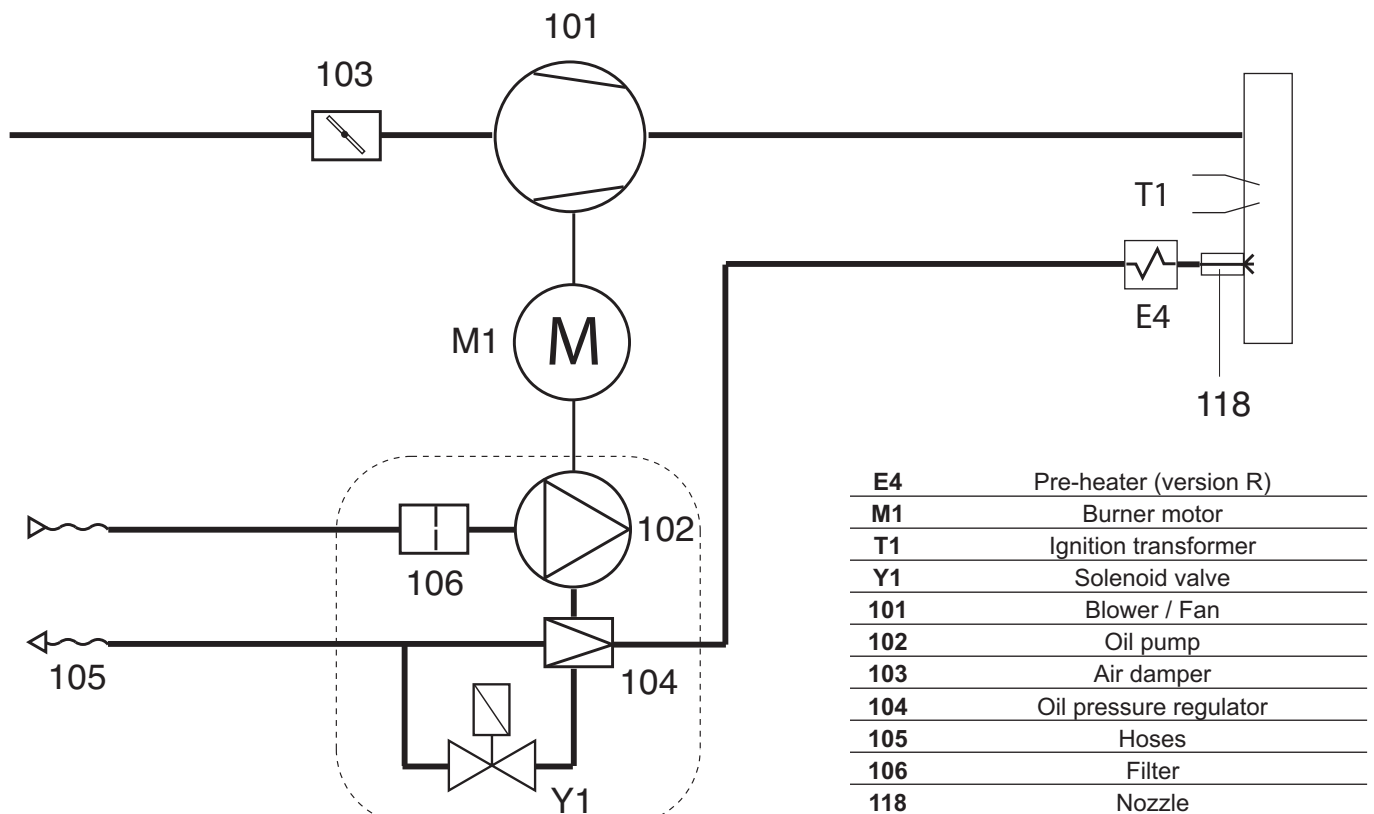 101
103
T1
E4
M1
M
118
102
106
105
104
Y1
E4 Pre-heater (version R)
M1 Burner motor
T1 Ignition transformer
Y1 Solenoid valve
101 Blower / Fan
102 Oil pump
103 Air damper
104 Oil pressure regulator
105 Hoses
106 Filter
118 Nozzle